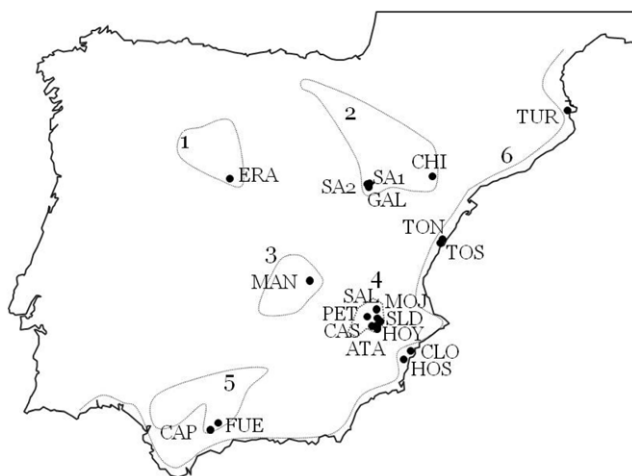 TUR
2
1
6
CHI
ERA
SA1
SA2
GAL
TON
TOS
3
4
MAN
SAL
MOJ
PET
SLD
CAS
HOY
ATA
CLO
HOS
5
CAP
FUE